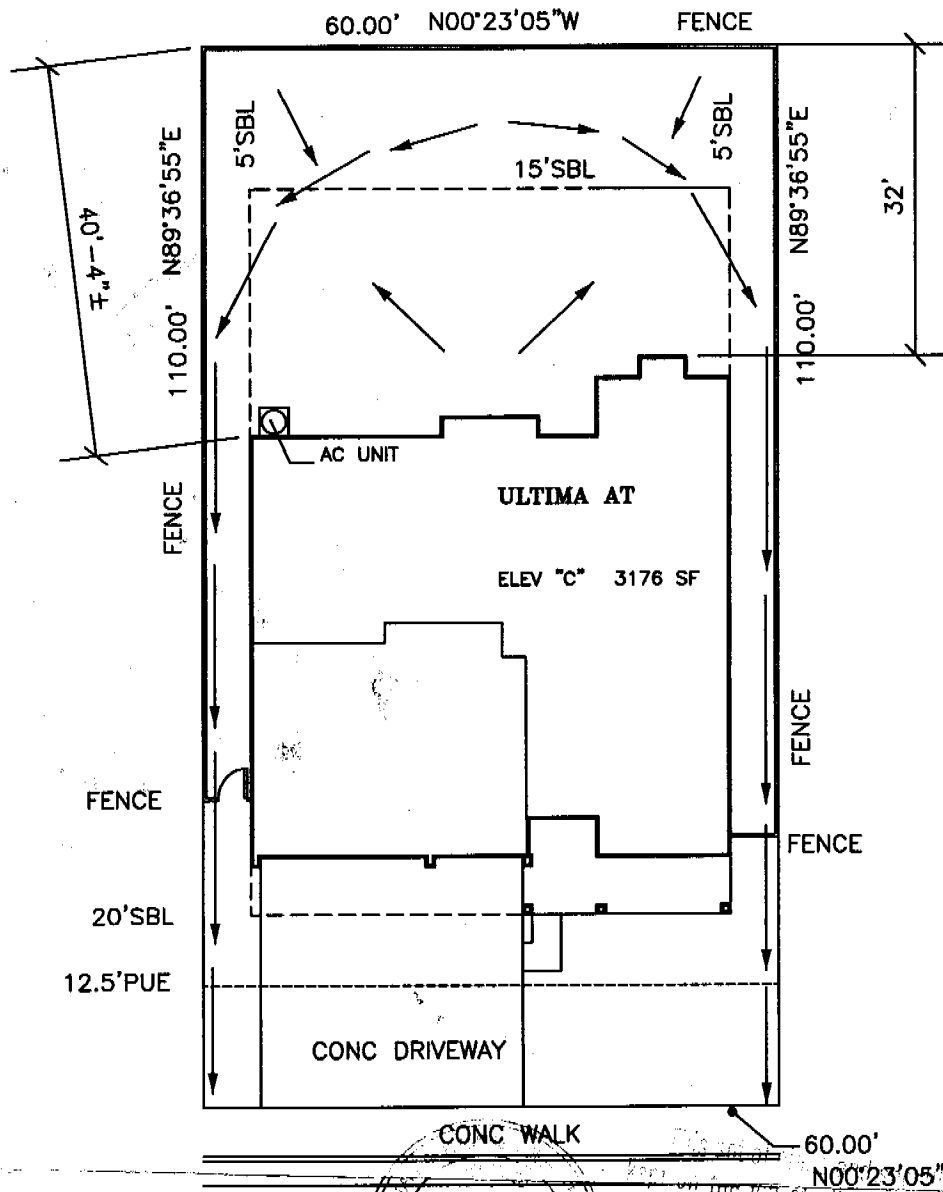 60.00' N00°23'05"W FENCE
5'SBL
5'SBL
15'SBL
N89°36'55"E
N89°36'55"E
32'
40'-4"±
110.00'
110.00'
AC UNIT
FENCE
ULTIMA AT
ELEV "C" 3176 SF
FENCE
FENCE
FENCE
20'SBL
12.5'PUE
CONC DRIVEWAY
CONC WALK
60.00'
N00°23'05"